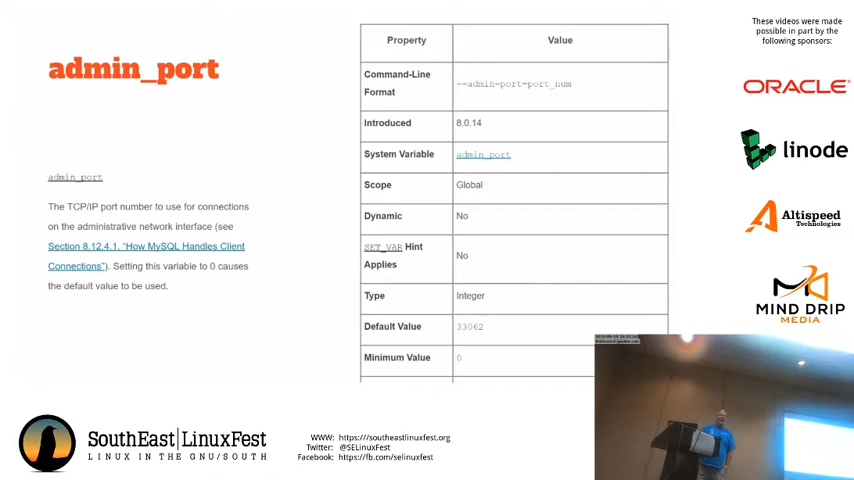 These videos were made
possible in part by the
following sponsors:
ORACLE
linode
Altispeed
Technologies
MIND DRIP
MEDIA
admin_port
admin_port
The TCP/IP port number to use for connections
on the administrative network interface (see
Section 8.12.4.1, “How MySQL Handles Client
Connections”). Setting this variable to 0 causes
the default value to be used.
Property Value
Command-Line
Format
--admin-port=port_num
Introduced 8.0.14
System Variable admin_port
Scope Global
Dynamic No
SET_VAR Hint
Applies
No
Type Integer
Default Value 33062
Minimum Value 0
SouthEast|LinuxFest
LINUX IN THE GNU/SOUTH
WWW: https:///southeastlinuxfest.org
Twitter: @SELinuxFest
Facebook: https://fb.com/selinuxfest